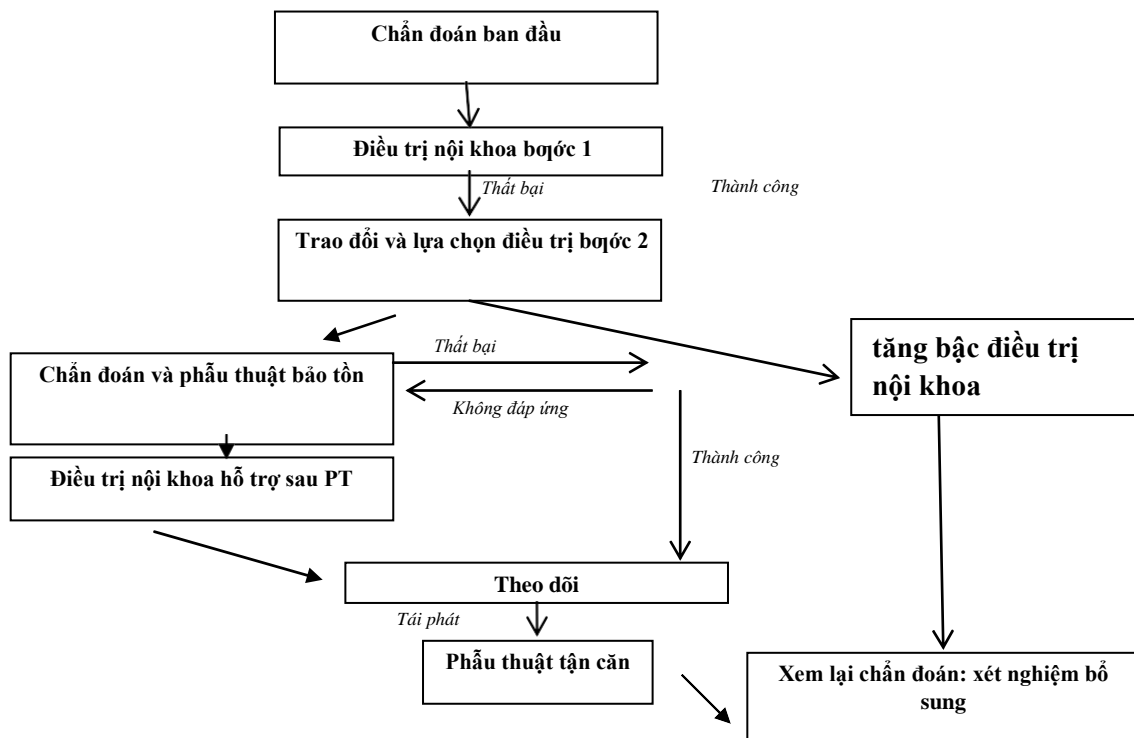 Chẩn đoán ban đầu
Điều trị nội khoa bƣớc 1
Thất bại
Thành công
Trao đổi và lựa chọn điều trị bƣớc 2
Thất bại
tăng bậc điều trị
nội khoa
Chẩn đoán và phẫu thuật bảo tồn
Không đáp ứng
Thành công
Điều trị nội khoa hỗ trợ sau PT
Theo dõi
Tái phát
Phẫu thuật tận căn
Xem lại chẩn đoán: xét nghiệm bổ
sung